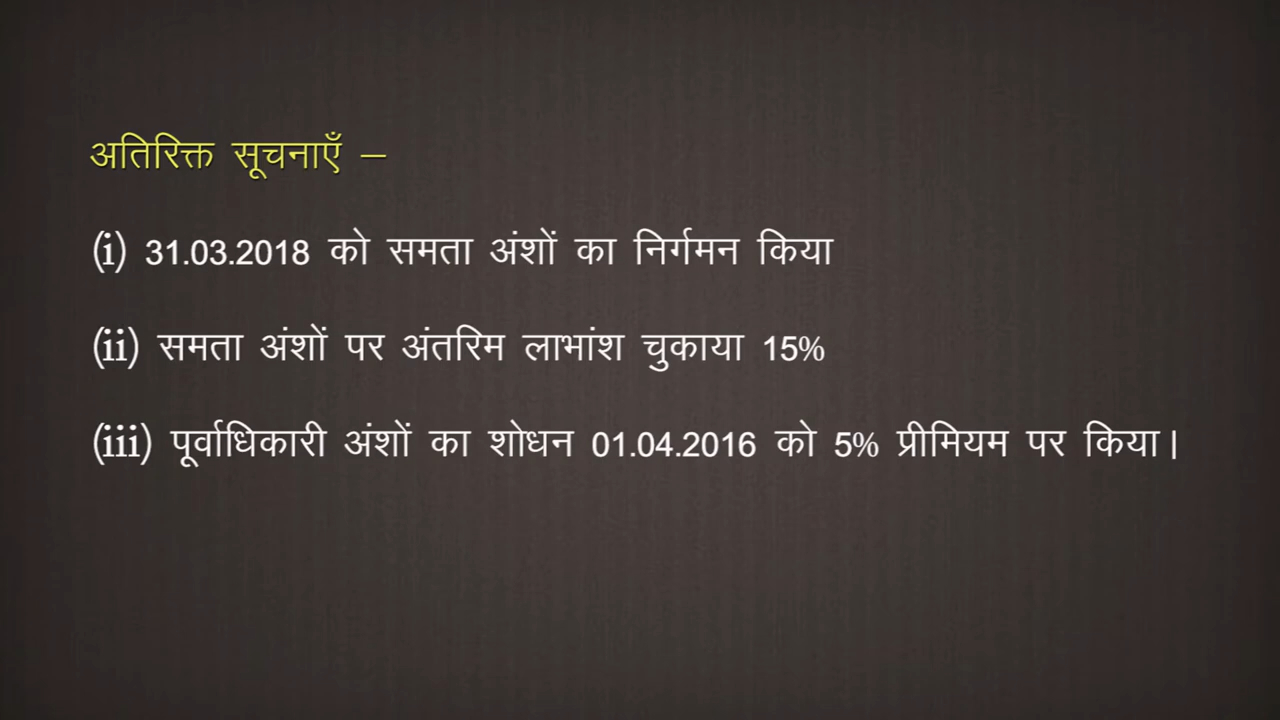 अतिरिक्त सूचनाएँ –
(i) 31.03.2018 को समता अंशों का निर्गमन किया
(ii) समता अंशों पर अंतरिम लाभांश चुकाया 15%
(iii) पूर्वाधिकारी अंशों का शोधन 01.04.2016 को 5% प्रीमियम पर किया।